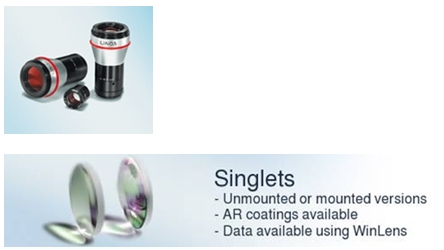 Singlets
- Unmounted or mounted versions
- AR coatings available
- Data available using WinLens